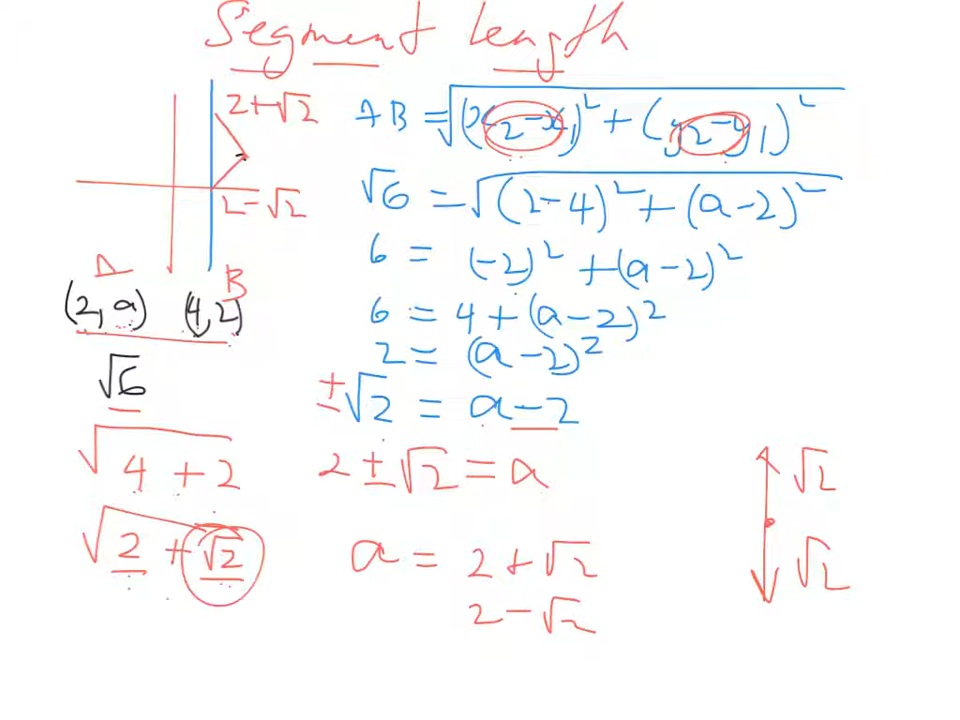 Segment length
2+√2
2-√2
A B
(2, a) (4, 2)
√6
√4 + 2
√2 + √2
AB = √(x2-x1)² + (y2-y1)²
√6 = √(2-4)² + (a-2)²
6 = (-2)² + (a-2)²
6 = 4 + (a-2)²
2 = (a-2)²
±√2 = a-2
2 ± √2 = a
a = 2+√2
2-√2
√2
√2